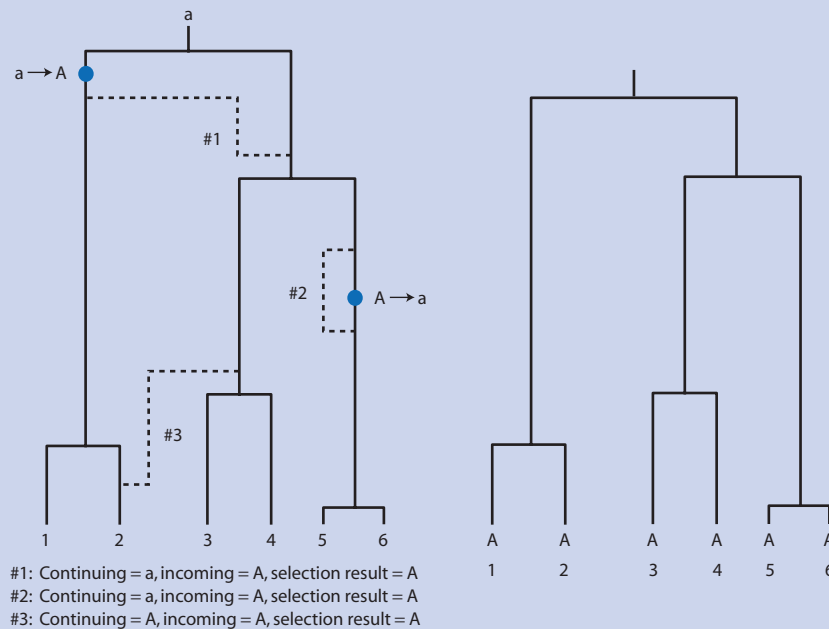 a
a → A
#1
#2
A → a
#3
1 2 3 4 5 6
#1: Continuing = a, incoming = A, selection result = A
#2: Continuing = a, incoming = A, selection result = A
#3: Continuing = A, incoming = A, selection result = A
A A A A A A
1 2 3 4 5 6